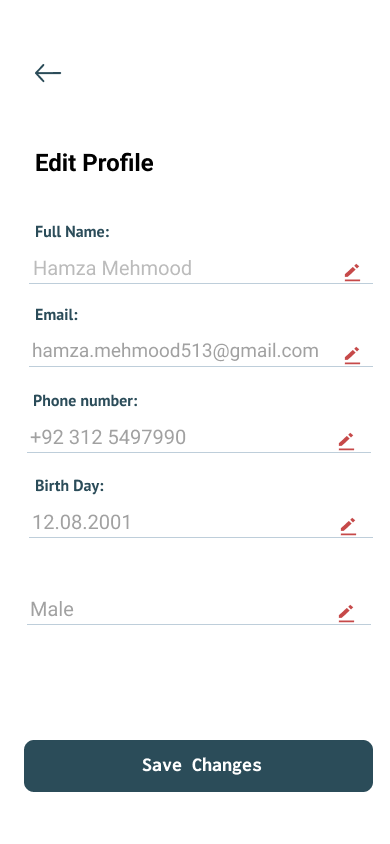 Edit Profile
Full Name:
Hamza Mehmood
Email:
hamza.mehmood513@gmail.com
Phone number:
+92 312 5497990
Birth Day:
12.08.2001
Male
Save Changes